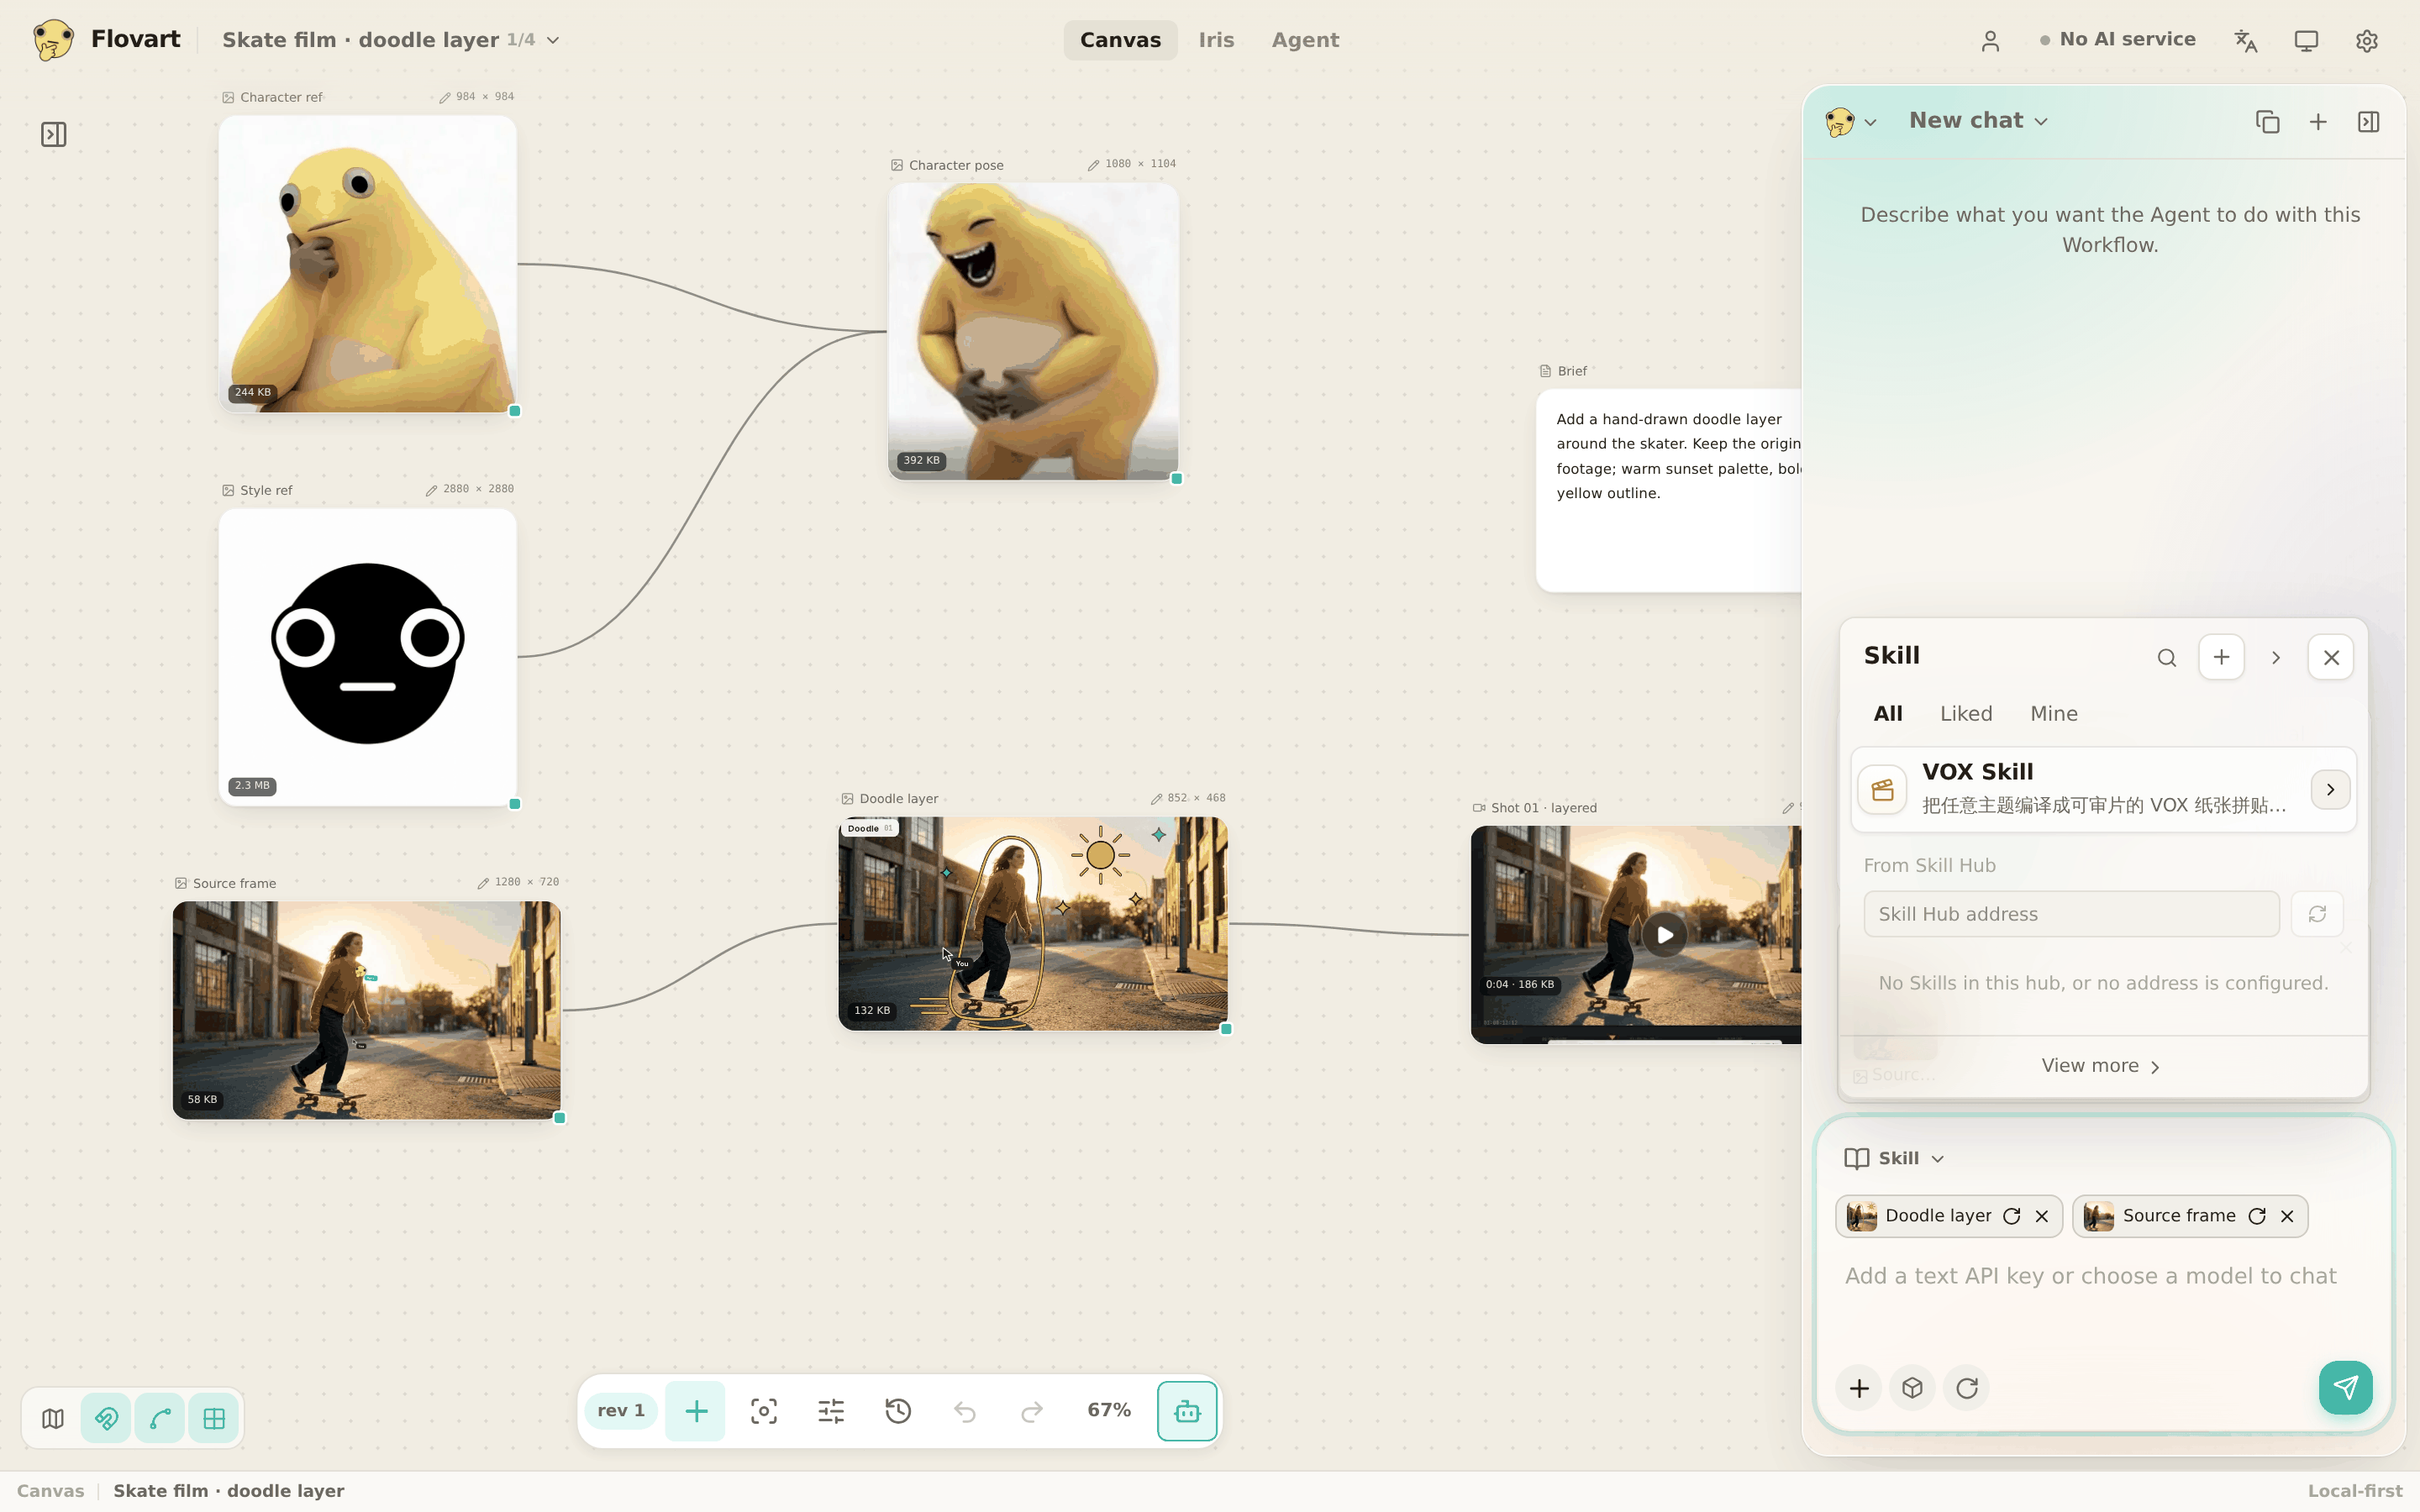 Flovart
Skate film · doodle layer 1/4
Canvas
Iris
Agent
No AI service
Character ref
984 × 984
244 KB
Character pose
1080 × 1104
392 KB
Style ref
2880 × 2880
2.3 MB
Brief
Add a hand-drawn doodle layer
around the skater. Keep the origin
footage; warm sunset palette, bol
yellow outline.
Source frame
1280 × 720
58 KB
Doodle layer
852 × 468
Doodle 01
You
132 KB
Shot 01 · layered
0:04 · 186 KB
New chat
Describe what you want the Agent to do with this
Workflow.
Skill
All
Liked
Mine
VOX Skill
把任意主题编译成可审片的 VOX 纸张拼贴...
From Skill Hub
Skill Hub address
No Skills in this hub, or no address is configured.
Sourc...
View more
Skill
Doodle layer
Source frame
Add a text API key or choose a model to chat
rev 1
67%
Canvas
Skate film · doodle layer
Local-first